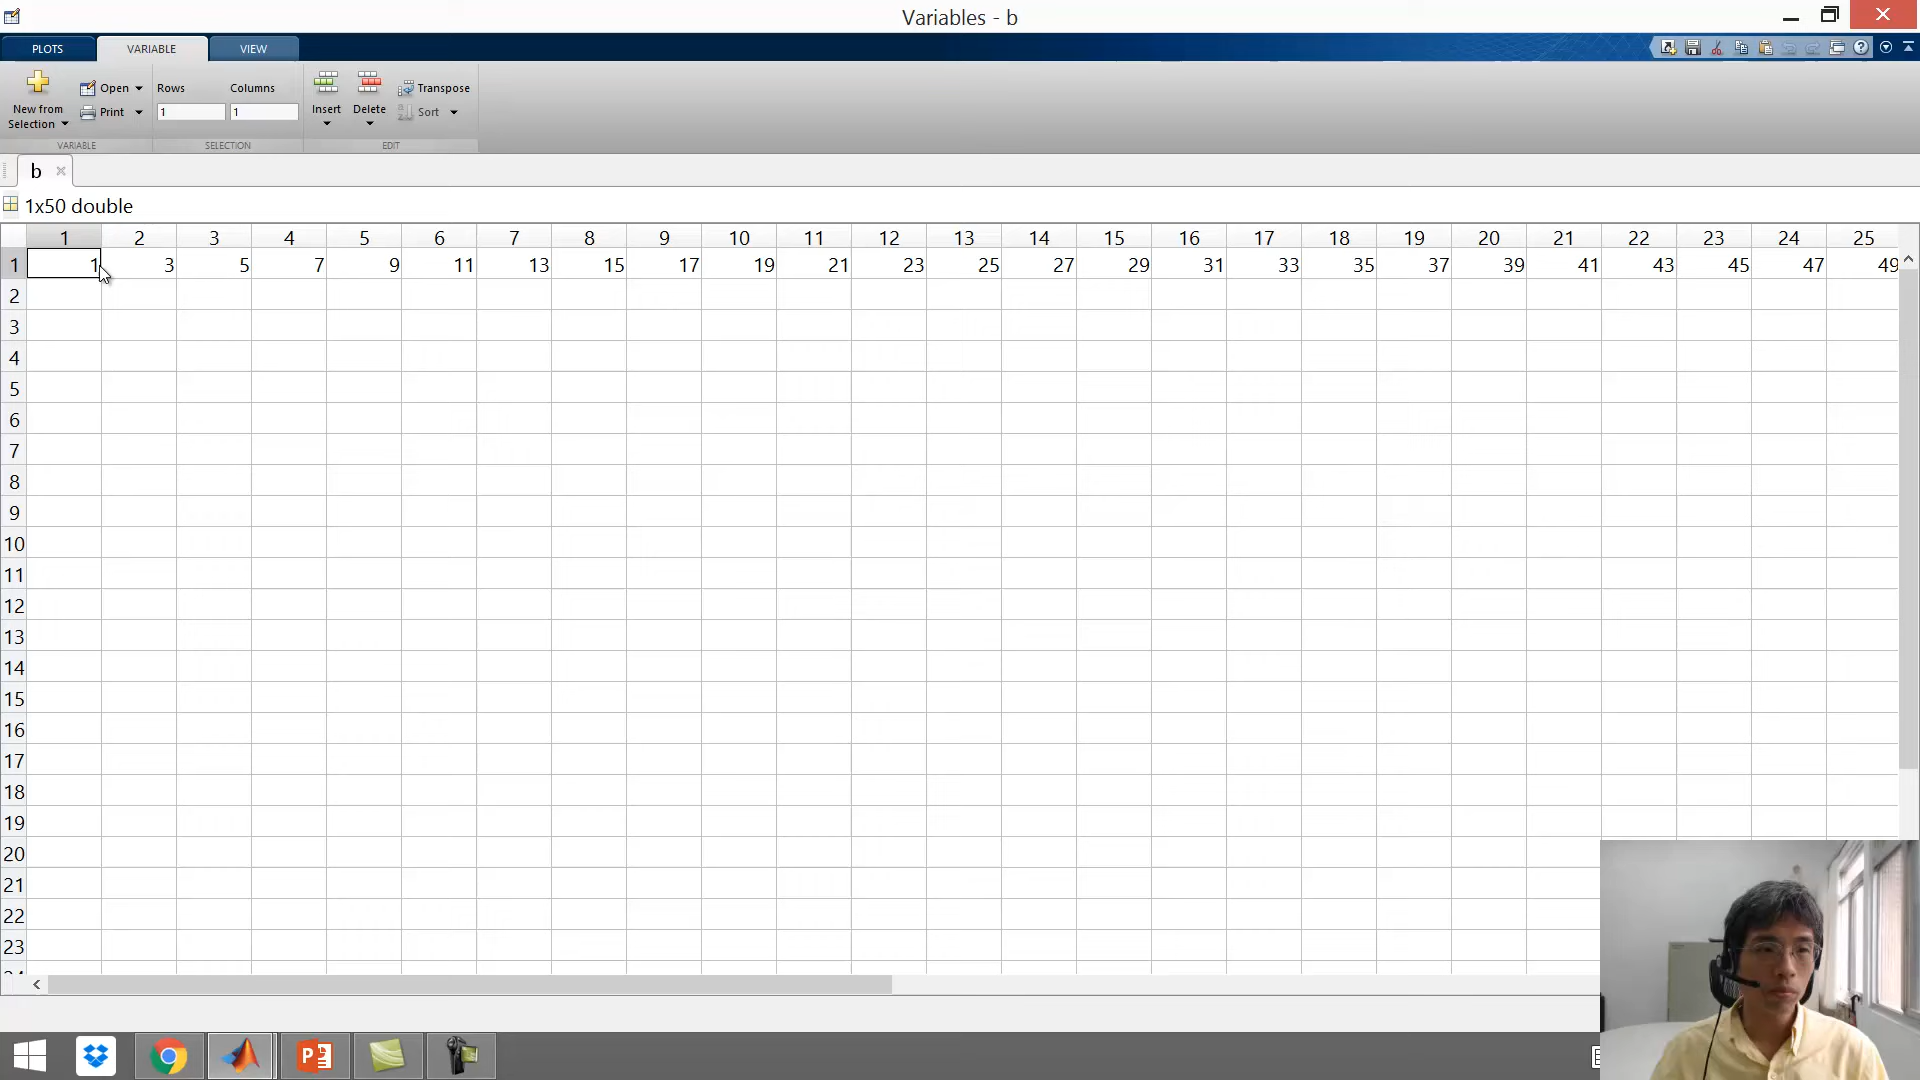 Variables - b
PLOTS VARIABLE VIEW
New from
Selection
Open
Print
Rows Columns
1 1
Insert Delete
Transpose
Sort
VARIABLE SELECTION EDIT
b
1x50 double
1 2 3 4 5 6 7 8 9 10 11 12 13 14 15 16 17 18 19 20 21 22 23 24 25
1 1 3 5 7 9 11 13 15 17 19 21 23 25 27 29 31 33 35 37 39 41 43 45 47 49
2
3
4
5
6
7
8
9
10
11
12
13
14
15
16
17
18
19
20
21
22
23